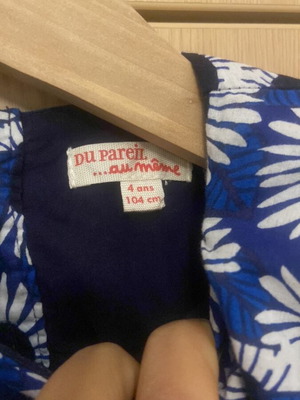 DU PAREIL
...au même
4 ans
104 cm